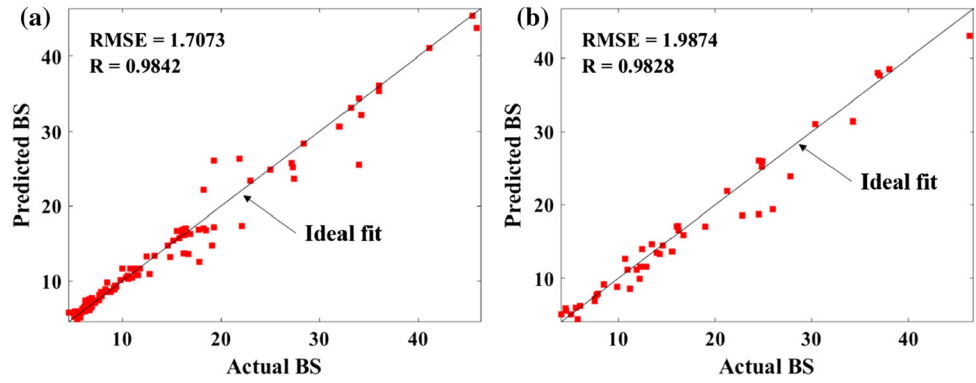 (a)
RMSE = 1.7073
R = 0.9842
Predicted BS
40
30
20
10
Ideal fit
10 20 30 40
Actual BS
(b)
RMSE = 1.9874
R = 0.9828
Predicted BS
40
30
20
10
Ideal fit
10 20 30 40
Actual BS